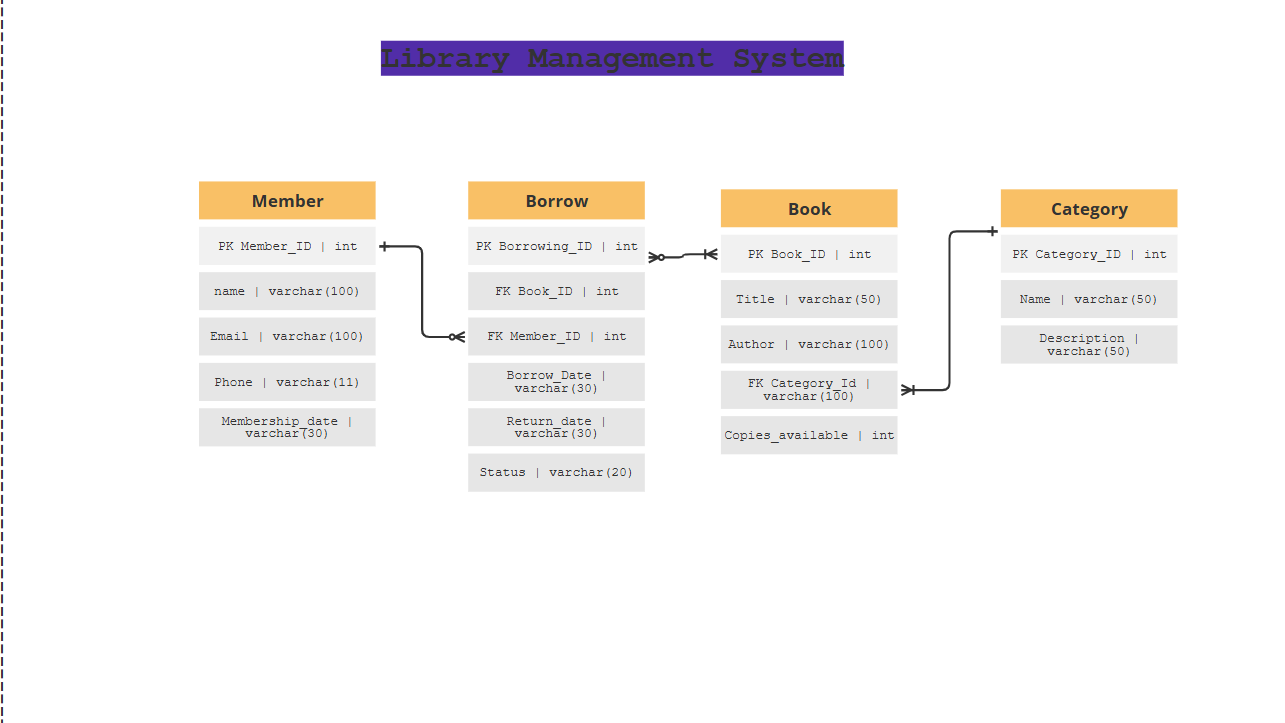 Library Management System
Member
PK Member_ID | int
name | varchar(100)
Email | varchar(100)
Phone | varchar(11)
Membership_date |
varchar(30)
Borrow
PK Borrowing_ID | int
FK Book_ID | int
FK Member_ID | int
Borrow_Date |
varchar(30)
Return_date |
varchar(30)
Status | varchar(20)
Book
PK Book_ID | int
Title | varchar(50)
Author | varchar(100)
FK Category_Id |
varchar(100)
Copies_available | int
Category
PK Category_ID | int
Name | varchar(50)
Description |
varchar(50)